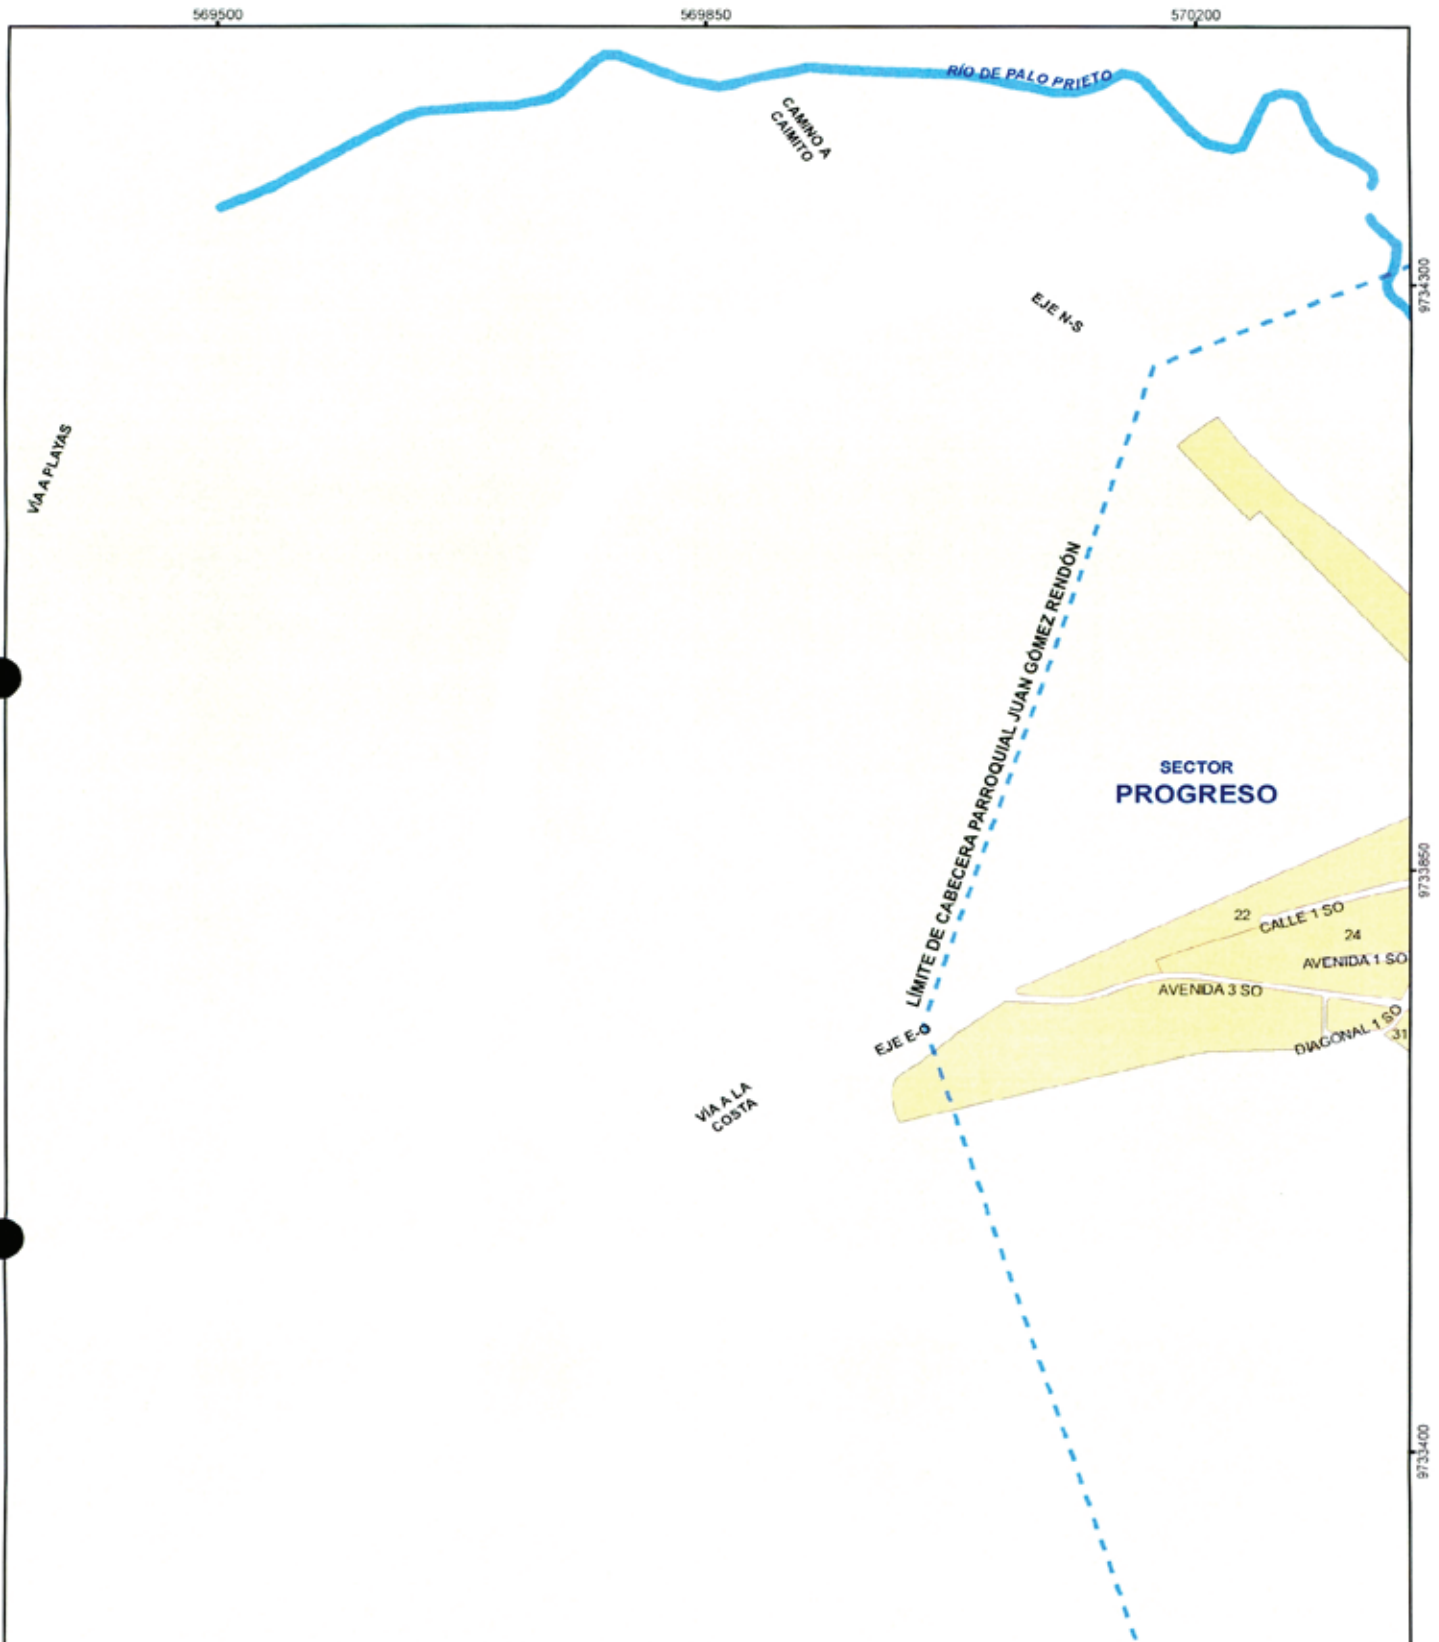 569500
569850
570200
RÍO DE PALO PRIETO
CAMINO A
CAIMITO
9734300
EJE N-S
VÍA A PLAYAS
LÍMITE DE CABECERA PARROQUIAL JUAN GÓMEZ RENDÓN
SECTOR
PROGRESO
9733850
22
CALLE 1 SO
24
AVENIDA 1 SO
AVENIDA 3 SO
DIAGONAL 1 SO
31
EJE E-O
VÍA A LA
COSTA
9733400